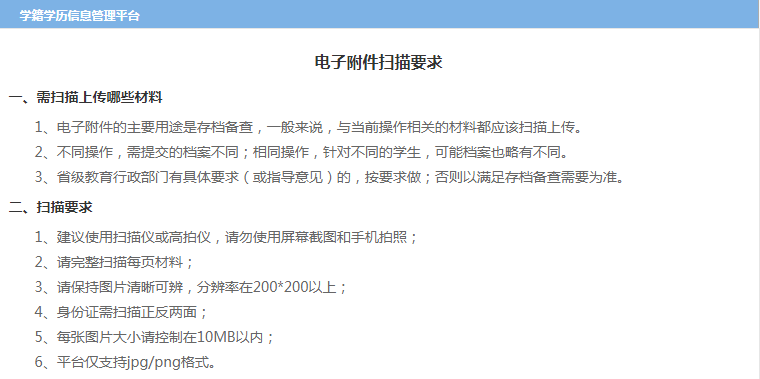 学籍学历信息管理平台
电子附件扫描要求
一、需扫描上传哪些材料
1、电子附件的主要用途是存档备查，一般来说，与当前操作相关的材料都应该扫描上传。
2、不同操作，需提交的档案不同；相同操作，针对不同的学生，可能档案也略有不同。
3、省级教育行政部门有具体要求（或指导意见）的，按要求做；否则以满足存档备查需要为准。
二、扫描要求
1、建议使用扫描仪或高拍仪，请勿使用屏幕截图和手机拍照；
2、请完整扫描每页材料；
3、请保持图片清晰可辨，分辨率在200*200以上；
4、身份证需扫描正反两面；
5、每张图片大小请控制在10MB以内；
6、平台仅支持jpg/png格式。